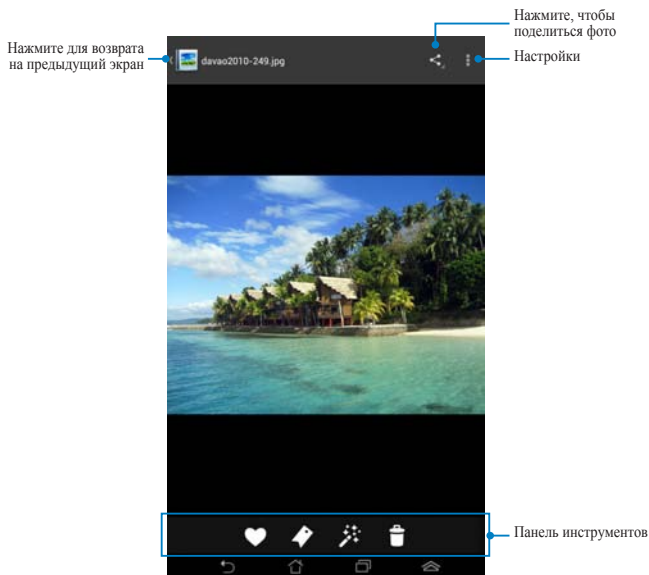 Нажмите, чтобы
поделиться фото
Нажмите для возврата
на предыдущий экран
davao2010-249.jpg
Настройки
Панель инструментов